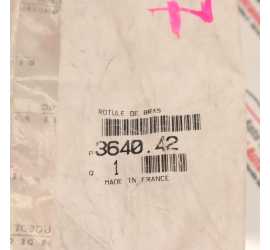 ROTULE DE BRAS
P 3640.42
Q 1
MADE IN FRANCE